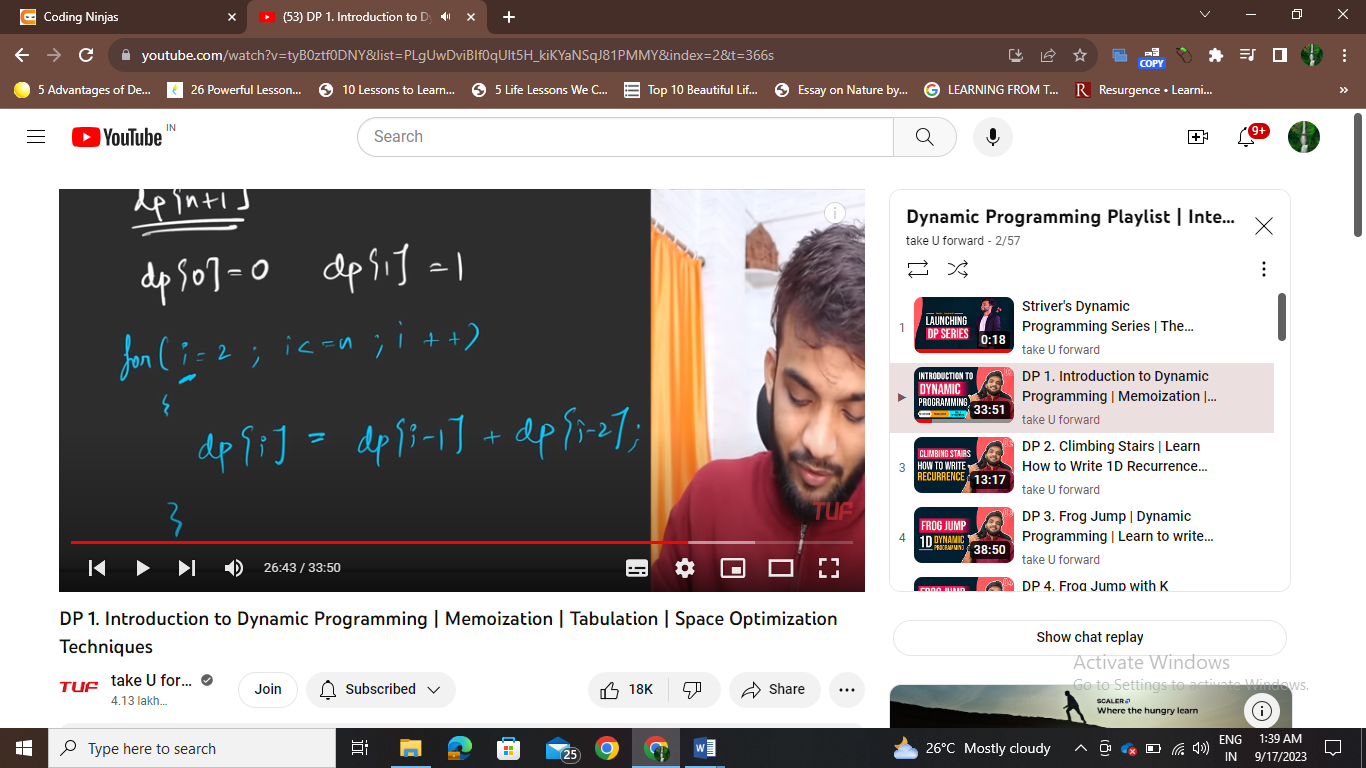 Coding Ninjas
(53) DP 1. Introduction to D
youtube.com/watch?v=tyB0ztf0DNY&list=PLgUwDviBIf0qUlt5H_kiKYaNSqJ81PMMY&index=2&t=366s
COPY
5 Advantages of De...
26 Powerful Lesson...
10 Lessons to Learn...
5 Life Lessons We C...
Top 10 Beautiful Lif...
Essay on Nature by...
LEARNING FROM T...
Resurgence • Learni...
»
YouTube IN
Search
9+
dp[n+1]
dp[0] = 0 dp[1] = 1
for( i = 2 ; i <= n ; i ++)
{
dp[i] = dp[i-1] + dp[i-2];
}
TUF
26:43 / 33:50
DP 1. Introduction to Dynamic Programming | Memoization | Tabulation | Space Optimization
Techniques
TUF
take U for...
4.13 lakh...
Join
Subscribed
18K
Share
Dynamic Programming Playlist | Inte...
take U forward - 2/57
1
LAUNCHING
DP SERIES
0:18
Striver's Dynamic
Programming Series | The...
take U forward
INTRODUCTION TO
DYNAMIC
PROGRAMMING
33:51
DP 1. Introduction to Dynamic
Programming | Memoization |...
take U forward
3
CLIMBING STAIRS
HOW TO WRITE
RECURRENCE
13:17
DP 2. Climbing Stairs | Learn
How to Write 1D Recurrence...
take U forward
4
FROG JUMP
1D DYNAMIC
PROGRAMMING
38:50
DP 3. Frog Jump | Dynamic
Programming | Learn to write...
take U forward
FROG JUMP
DP 4. Frog Jump with K
Show chat replay
Activate Windows
Go to Settings to activate Windows.
SCALER
Where the hungry learn
Type here to search
25
26°C Mostly cloudy
ENG
IN
1:39 AM
9/17/2023